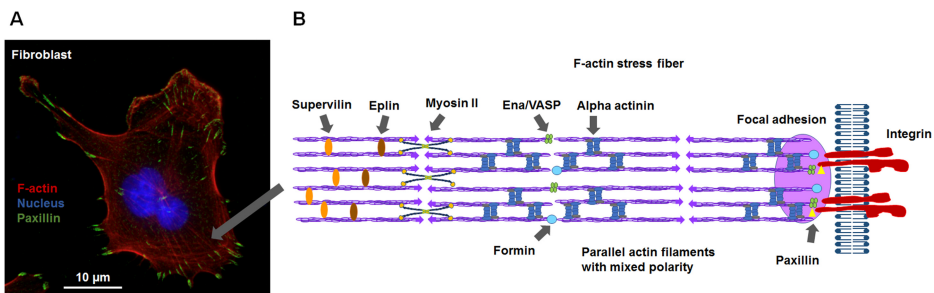 A
B
Fibroblast
F-actin
Nucleus
Paxillin
10 µm
F-actin stress fiber
Supervilin
Eplin
Myosin II
Ena/VASP
Alpha actinin
Focal adhesion
Integrin
Formin
Parallel actin filaments
with mixed polarity
Paxillin